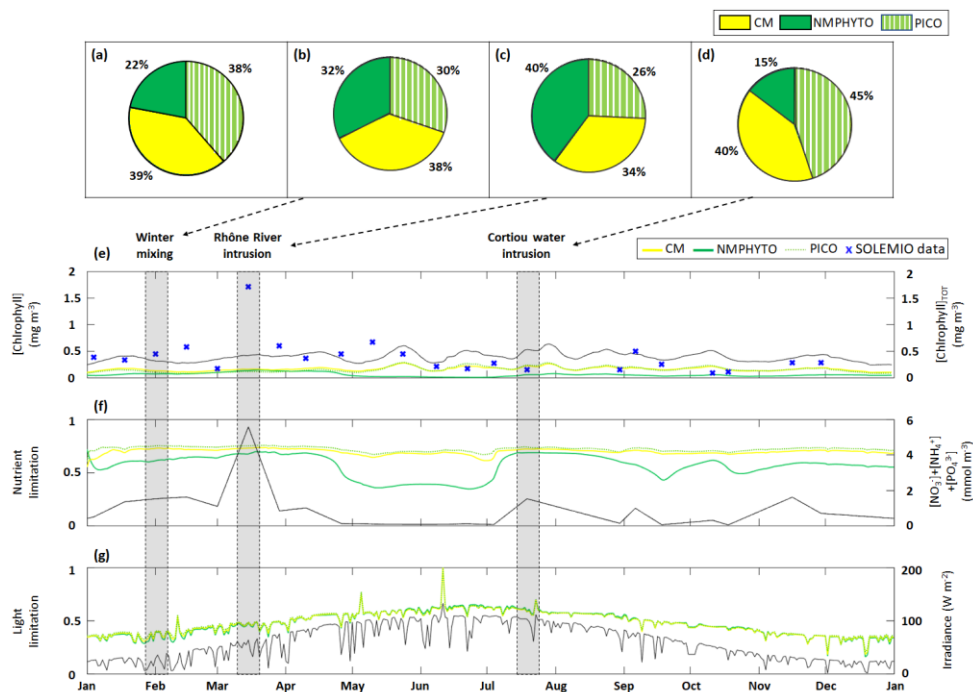 CM NMPHYTO PICO
(a) (b) (c) (d)
22% 38% 32% 30% 40% 26% 15% 45%
39% 38% 34% 40%
Winter mixing
Rhône River intrusion
Cortiou water intrusion
(e)
CM NMPHYTO PICO x SOLEMIO data
[Chlrophyll] (mg m-3)
2
1.5
1
0.5
0
2
1.5
1
0.5
0
[Chlorophyll]TOT (mg m-3)
(f)
Nutrient limitation
1
0.5
0
6
4
2
0
[NO3-]+[NH4+] +[PO43-] (mmol m-3)
(g)
Light limitation
1
0.5
0
200
100
0
Irradiance (W m-2)
Jan Feb Mar Apr May Jun Jul Aug Sep Oct Nov Dec Jan